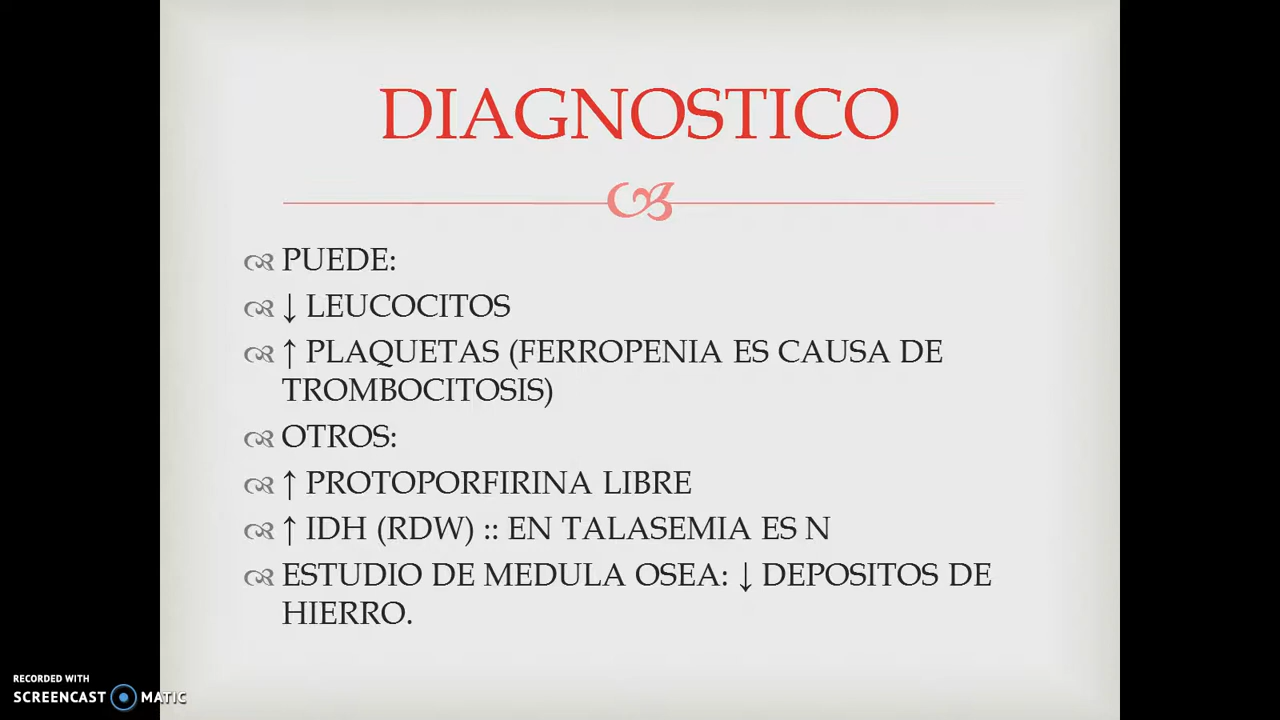 DIAGNOSTICO
PUEDE:
↓ LEUCOCITOS
↑ PLAQUETAS (FERROPENIA ES CAUSA DE
TROMBOCITOSIS)
OTROS:
↑ PROTOPORFIRINA LIBRE
↑ IDH (RDW) :: EN TALASEMIA ES N
ESTUDIO DE MEDULA OSEA: ↓ DEPOSITOS DE
HIERRO.
RECORDED WITH
SCREENCAST MATIC